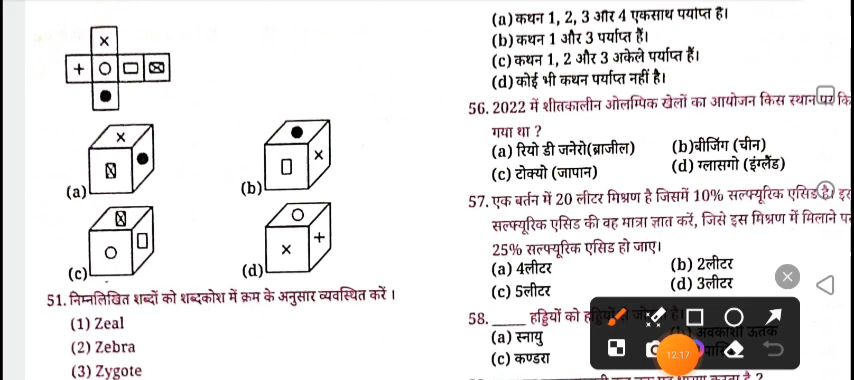 (a)
(b)
(c)
(d)
51. निम्नलिखित शब्दों को शब्दकोश में क्रम के अनुसार व्यवस्थित करें ।
(1) Zeal
(2) Zebra
(3) Zygote
(a) कथन 1, 2, 3 और 4 एकसाथ पर्याप्त है।
(b) कथन 1 और 3 पर्याप्त हैं।
(c) कथन 1, 2 और 3 अकेले पर्याप्त हैं।
(d) कोई भी कथन पर्याप्त नहीं है।
56. 2022 में शीतकालीन ओलम्पिक खेलों का आयोजन किस स्थान पर
गया था ?
(a) रियो डी जनेरो(ब्राजील) (b)बीजिंग (चीन)
(c) टोक्यो (जापान) (d) ग्लासगो (इंग्लैंड)
57. एक बर्तन में 20 लीटर मिश्रण है जिसमें 10% सल्फ्यूरिक एसिड है।
सल्फ्यूरिक एसिड की वह मात्रा ज्ञात करें, जिसे इस मिश्रण में मिलाने
25% सल्फ्यूरिक एसिड हो जाए।
(a) 4लीटर (b) 2लीटर
(c) 5लीटर (d) 3लीटर
58. _____ हड्डियों को
(a) स्नायु
(c) कण्डरा
12:17